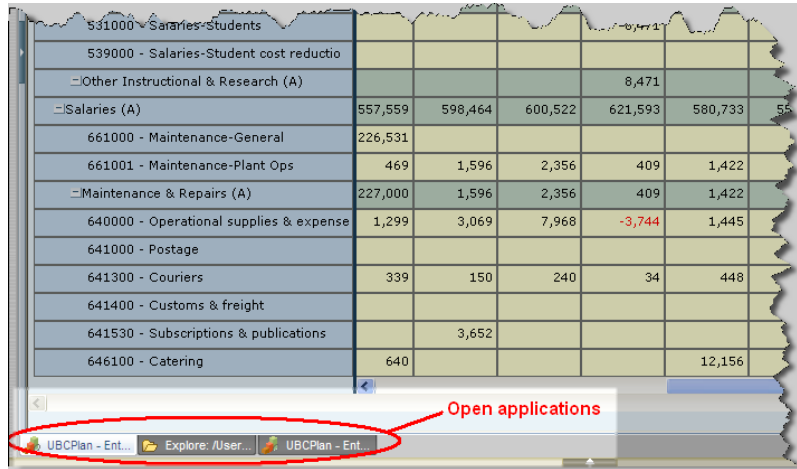 531000 - Salaries-Students -8,471
539000 - Salaries-Student cost reductio
Other Instructional & Research (A) 8,471
Salaries (A) 557,559 598,464 600,522 621,593 580,733 55
661000 - Maintenance-General 226,531
661001 - Maintenance-Plant Ops 469 1,596 2,356 409 1,422
Maintenance & Repairs (A) 227,000 1,596 2,356 409 1,422
640000 - Operational supplies & expense 1,299 3,069 7,968 -3,744 1,445
641000 - Postage
641300 - Couriers 339 150 240 34 448
641400 - Customs & freight
641530 - Subscriptions & publications 3,652
646100 - Catering 640 12,156
Open applications
UBCPlan - Ent... Explore: /User... UBCPlan - Ent...